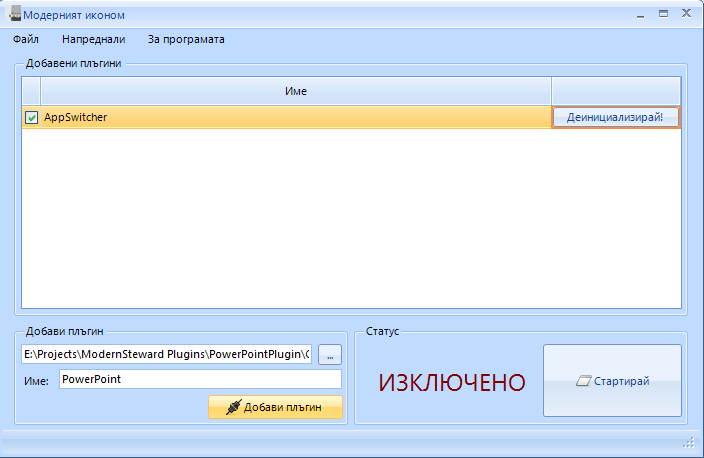 Модерният иконом
Файл Напреднали За програмата
Добавени плъгини
Име
AppSwitcher Деинициализирай!
Добави плъгин
E:\Projects\ModernSteward Plugins\PowerPointPlugin\ ...
Име: PowerPoint
Добави плъгин
Статус
ИЗКЛЮЧЕНО
Стартирай